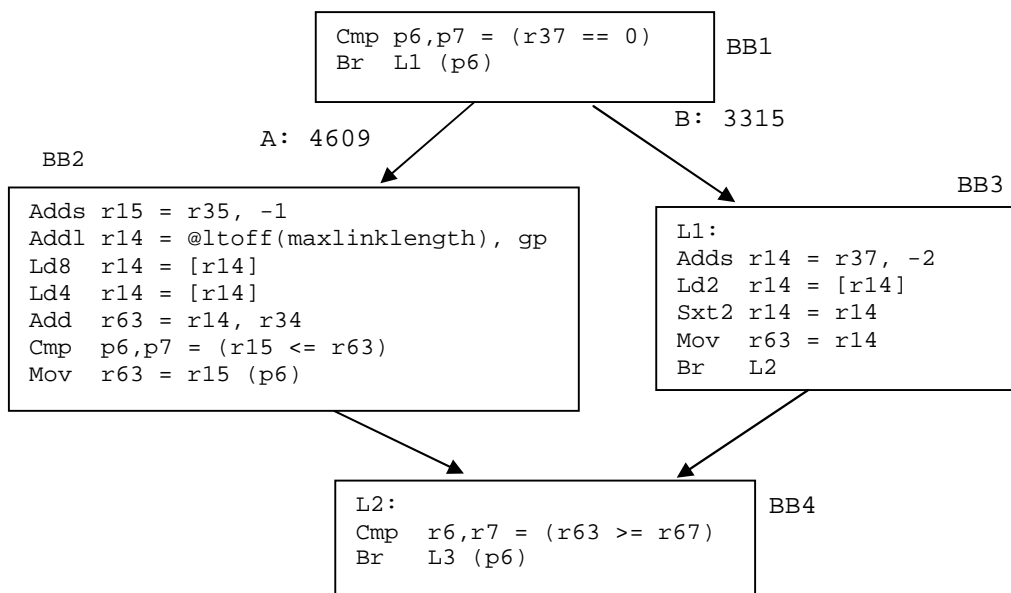 Cmp p6,p7 = (r37 == 0)
Br L1 (p6)
BB1
A: 4609
B: 3315
BB2
Adds r15 = r35, -1
Addl r14 = @ltoff(maxlinklength), gp
Ld8 r14 = [r14]
Ld4 r14 = [r14]
Add r63 = r14, r34
Cmp p6,p7 = (r15 <= r63)
Mov r63 = r15 (p6)
BB3
L1:
Adds r14 = r37, -2
Ld2 r14 = [r14]
Sxt2 r14 = r14
Mov r63 = r14
Br L2
L2:
Cmp r6,r7 = (r63 >= r67)
Br L3 (p6)
BB4